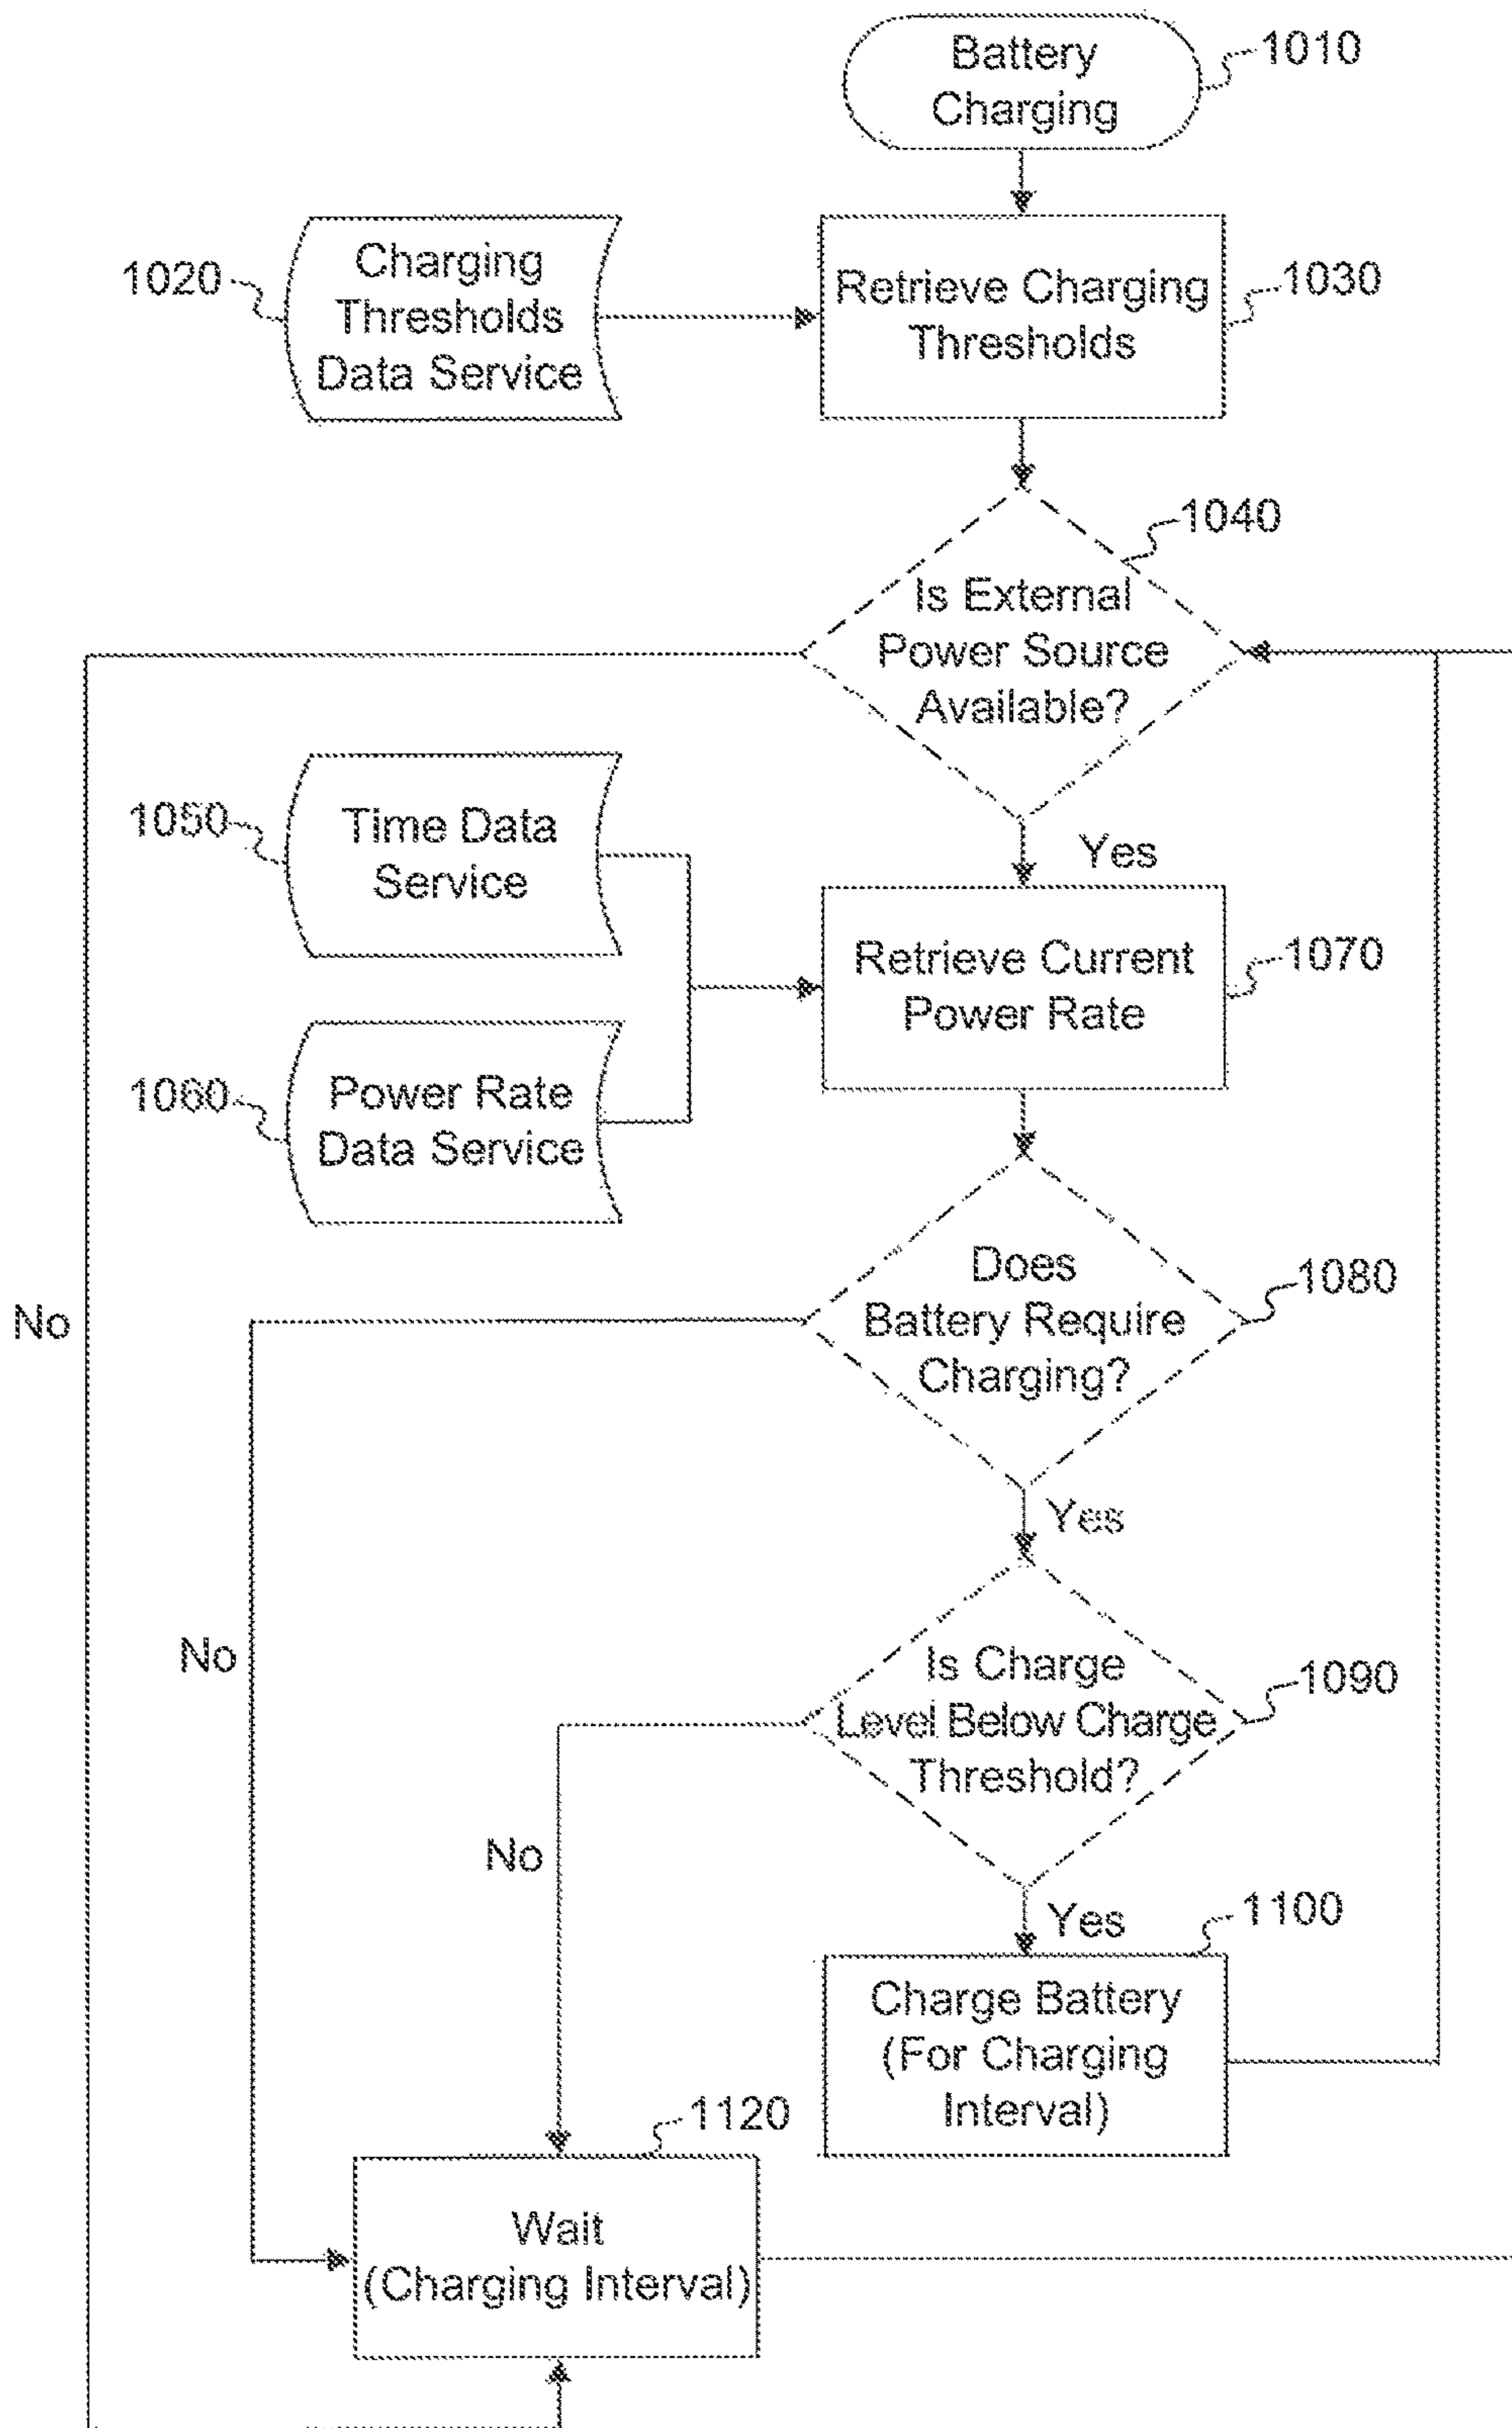 Battery
Charging
1010
Charging
Thresholds
Data Service
1020
Retrieve Charging
Thresholds
1030
Is External
Power Source
Available?
1040
Yes
No
Time Data
Service
1050
Power Rate
Data Service
1060
Retrieve Current
Power Rate
1070
Does
Battery Require
Charging?
1080
Yes
No
Is Charge
Level Below Charge
Threshold?
1090
Yes
No
Charge Battery
(For Charging
Interval)
1100
Wait
(Charging Interval)
1120